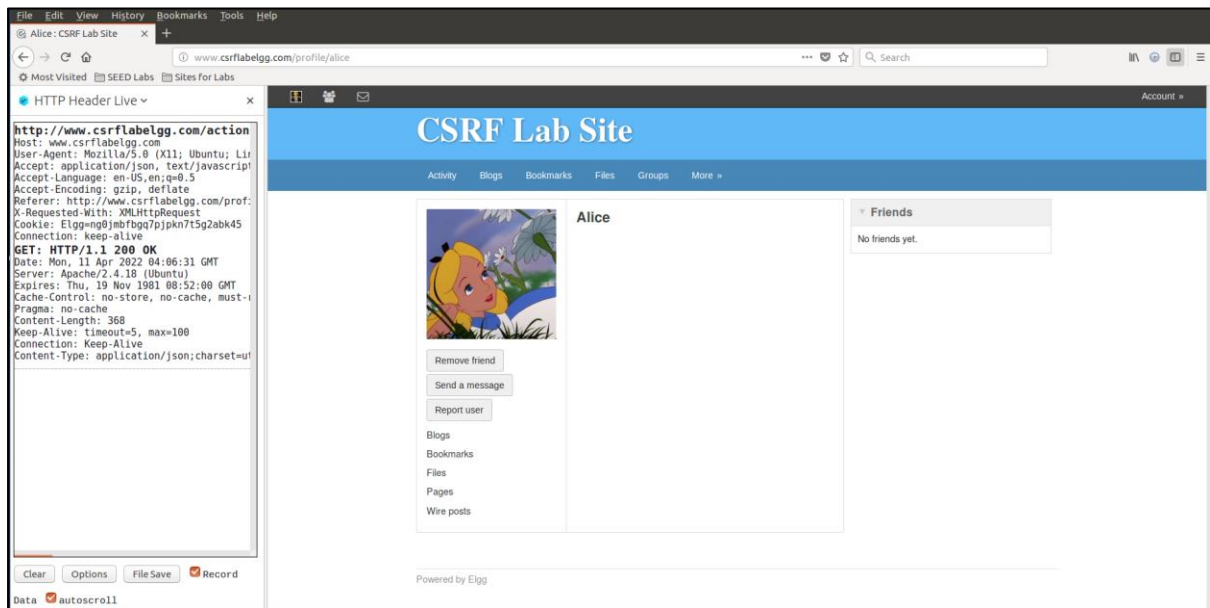 File Edit View History Bookmarks Tools Help
Alice : CSRF Lab Site × +
www.csrflabelgg.com/profile/alice
Search
Most Visited SEED Labs Sites for Labs
HTTP Header Live ×
http://www.csrflabelgg.com/action
Host: www.csrflabelgg.com
User-Agent: Mozilla/5.0 (X11; Ubuntu; Lin
Accept: application/json, text/javascript
Accept-Language: en-US,en;q=0.5
Accept-Encoding: gzip, deflate
Referer: http://www.csrflabelgg.com/prof
X-Requested-With: XMLHttpRequest
Cookie: Elgg=ng0jmbfbgq7pjpkn7t5g2abk45
Connection: keep-alive
GET: HTTP/1.1 200 OK
Date: Mon, 11 Apr 2022 04:06:31 GMT
Server: Apache/2.4.18 (Ubuntu)
Expires: Thu, 19 Nov 1981 08:52:00 GMT
Cache-Control: no-store, no-cache, must-r
Pragma: no-cache
Content-Length: 368
Keep-Alive: timeout=5, max=100
Connection: Keep-Alive
Content-Type: application/json;charset=ut
Clear Options File Save Record
Data autoscroll
Account »
CSRF Lab Site
Activity Blogs Bookmarks Files Groups More »
Alice
Remove friend
Send a message
Report user
Blogs
Bookmarks
Files
Pages
Wire posts
Friends
No friends yet.
Powered by Elgg